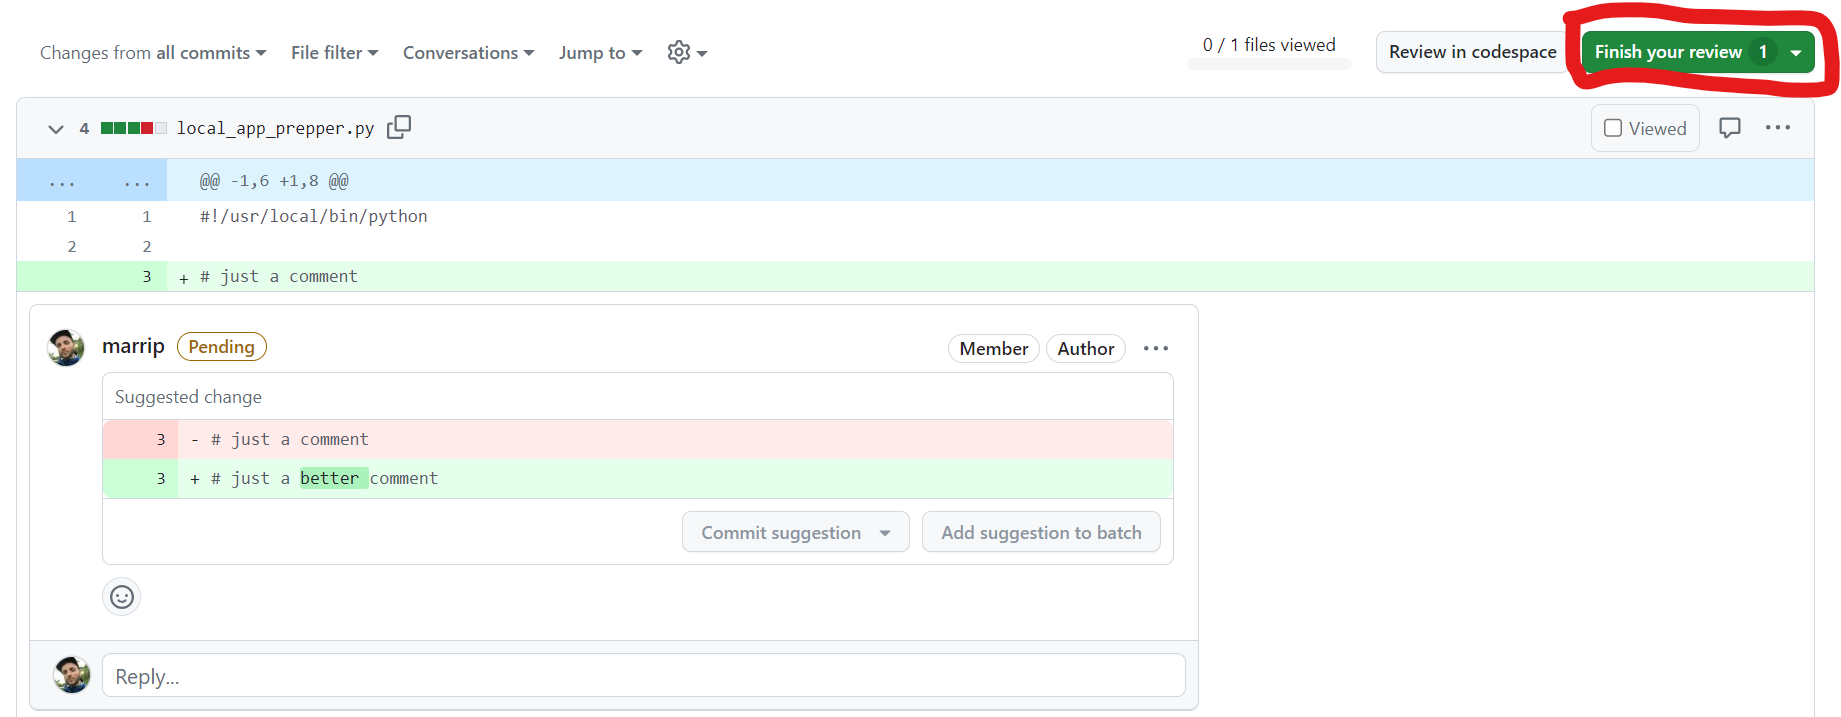 Changes from all commits File filter Conversations Jump to 0 / 1 files viewed Review in codespace Finish your review 1
4 local_app_prepper.py Viewed
... ... @@ -1,6 +1,8 @@
1 1 #!/usr/local/bin/python
2 2
3 + # just a comment
marrip Pending Member Author
Suggested change
3 - # just a comment
3 + # just a better comment
Commit suggestion Add suggestion to batch
Reply...